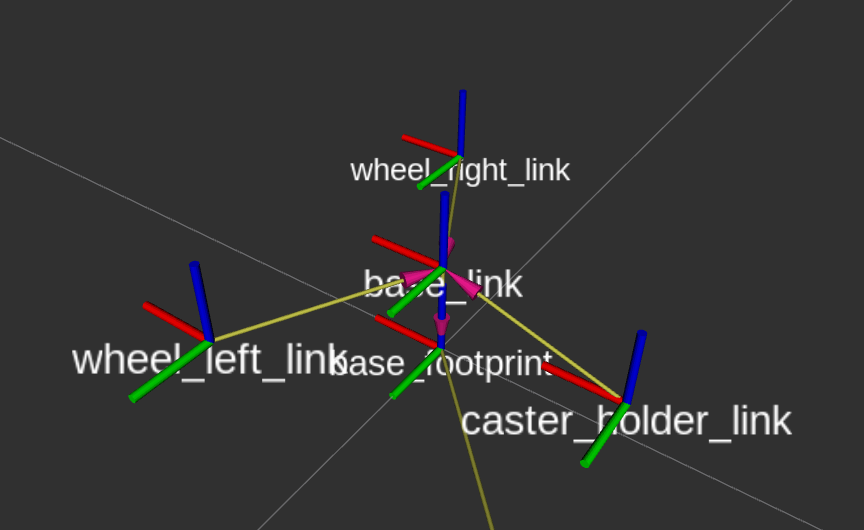 wheel_right_link
base_link
wheel_left_link
base_footprint
caster_holder_link